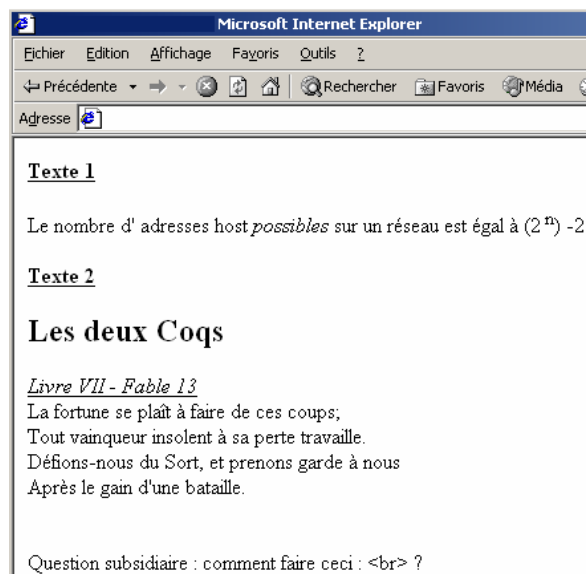 Microsoft Internet Explorer
Fichier Edition Affichage Favoris Outils ?
Précédente Rechercher Favoris Média
Adresse
Texte 1
Le nombre d' adresses host possibles sur un réseau est égal à (2 n) -2
Texte 2
Les deux Coqs
Livre VII - Fable 13
La fortune se plaît à faire de ces coups;
Tout vainqueur insolent à sa perte travaille.
Défions-nous du Sort, et prenons garde à nous
Après le gain d'une bataille.
Question subsidiaire : comment faire ceci : <br> ?